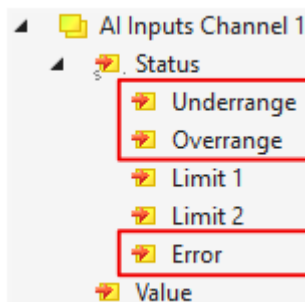 AI Inputs Channel 1
Status
Underrange
Overrange
Limit 1
Limit 2
Error
Value